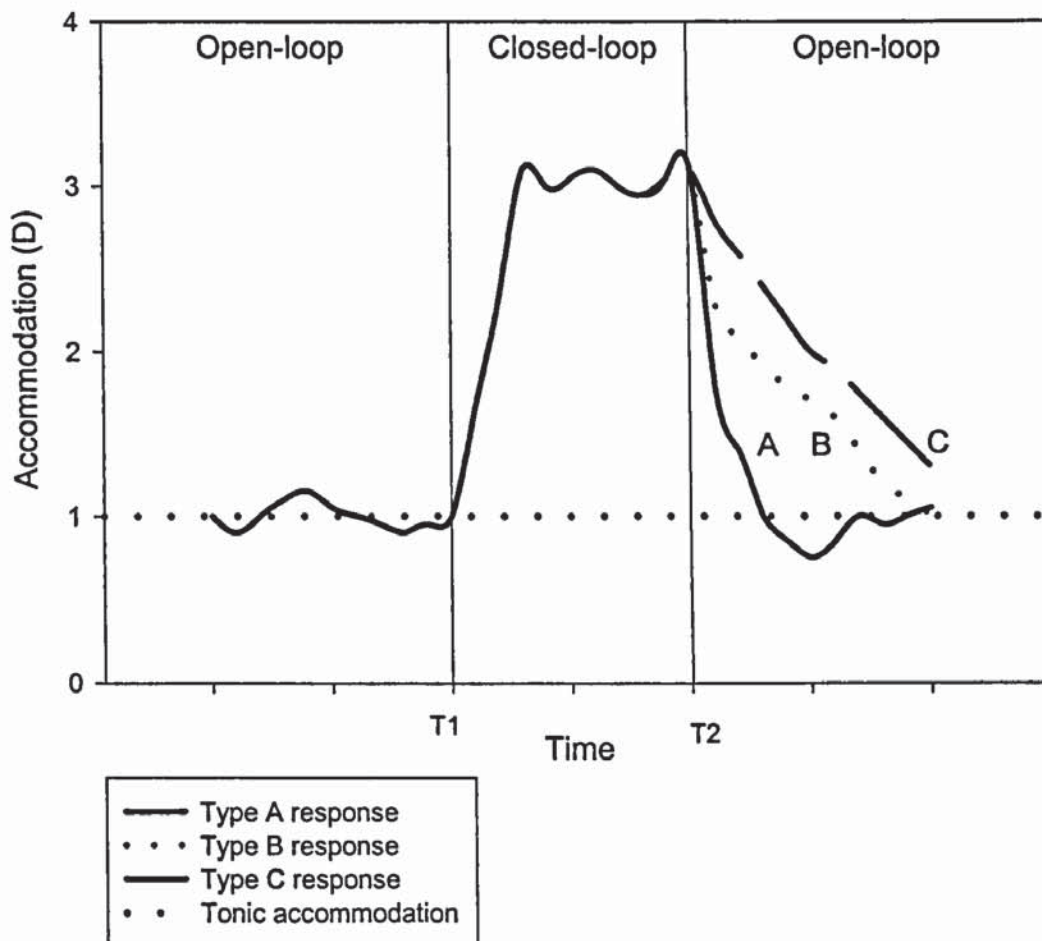 4
Open-loop Closed-loop Open-loop
3
Accommodation (D)
2
A B C
1
0
T1 Time T2
Type A response
Type B response
Type C response
Tonic accommodation